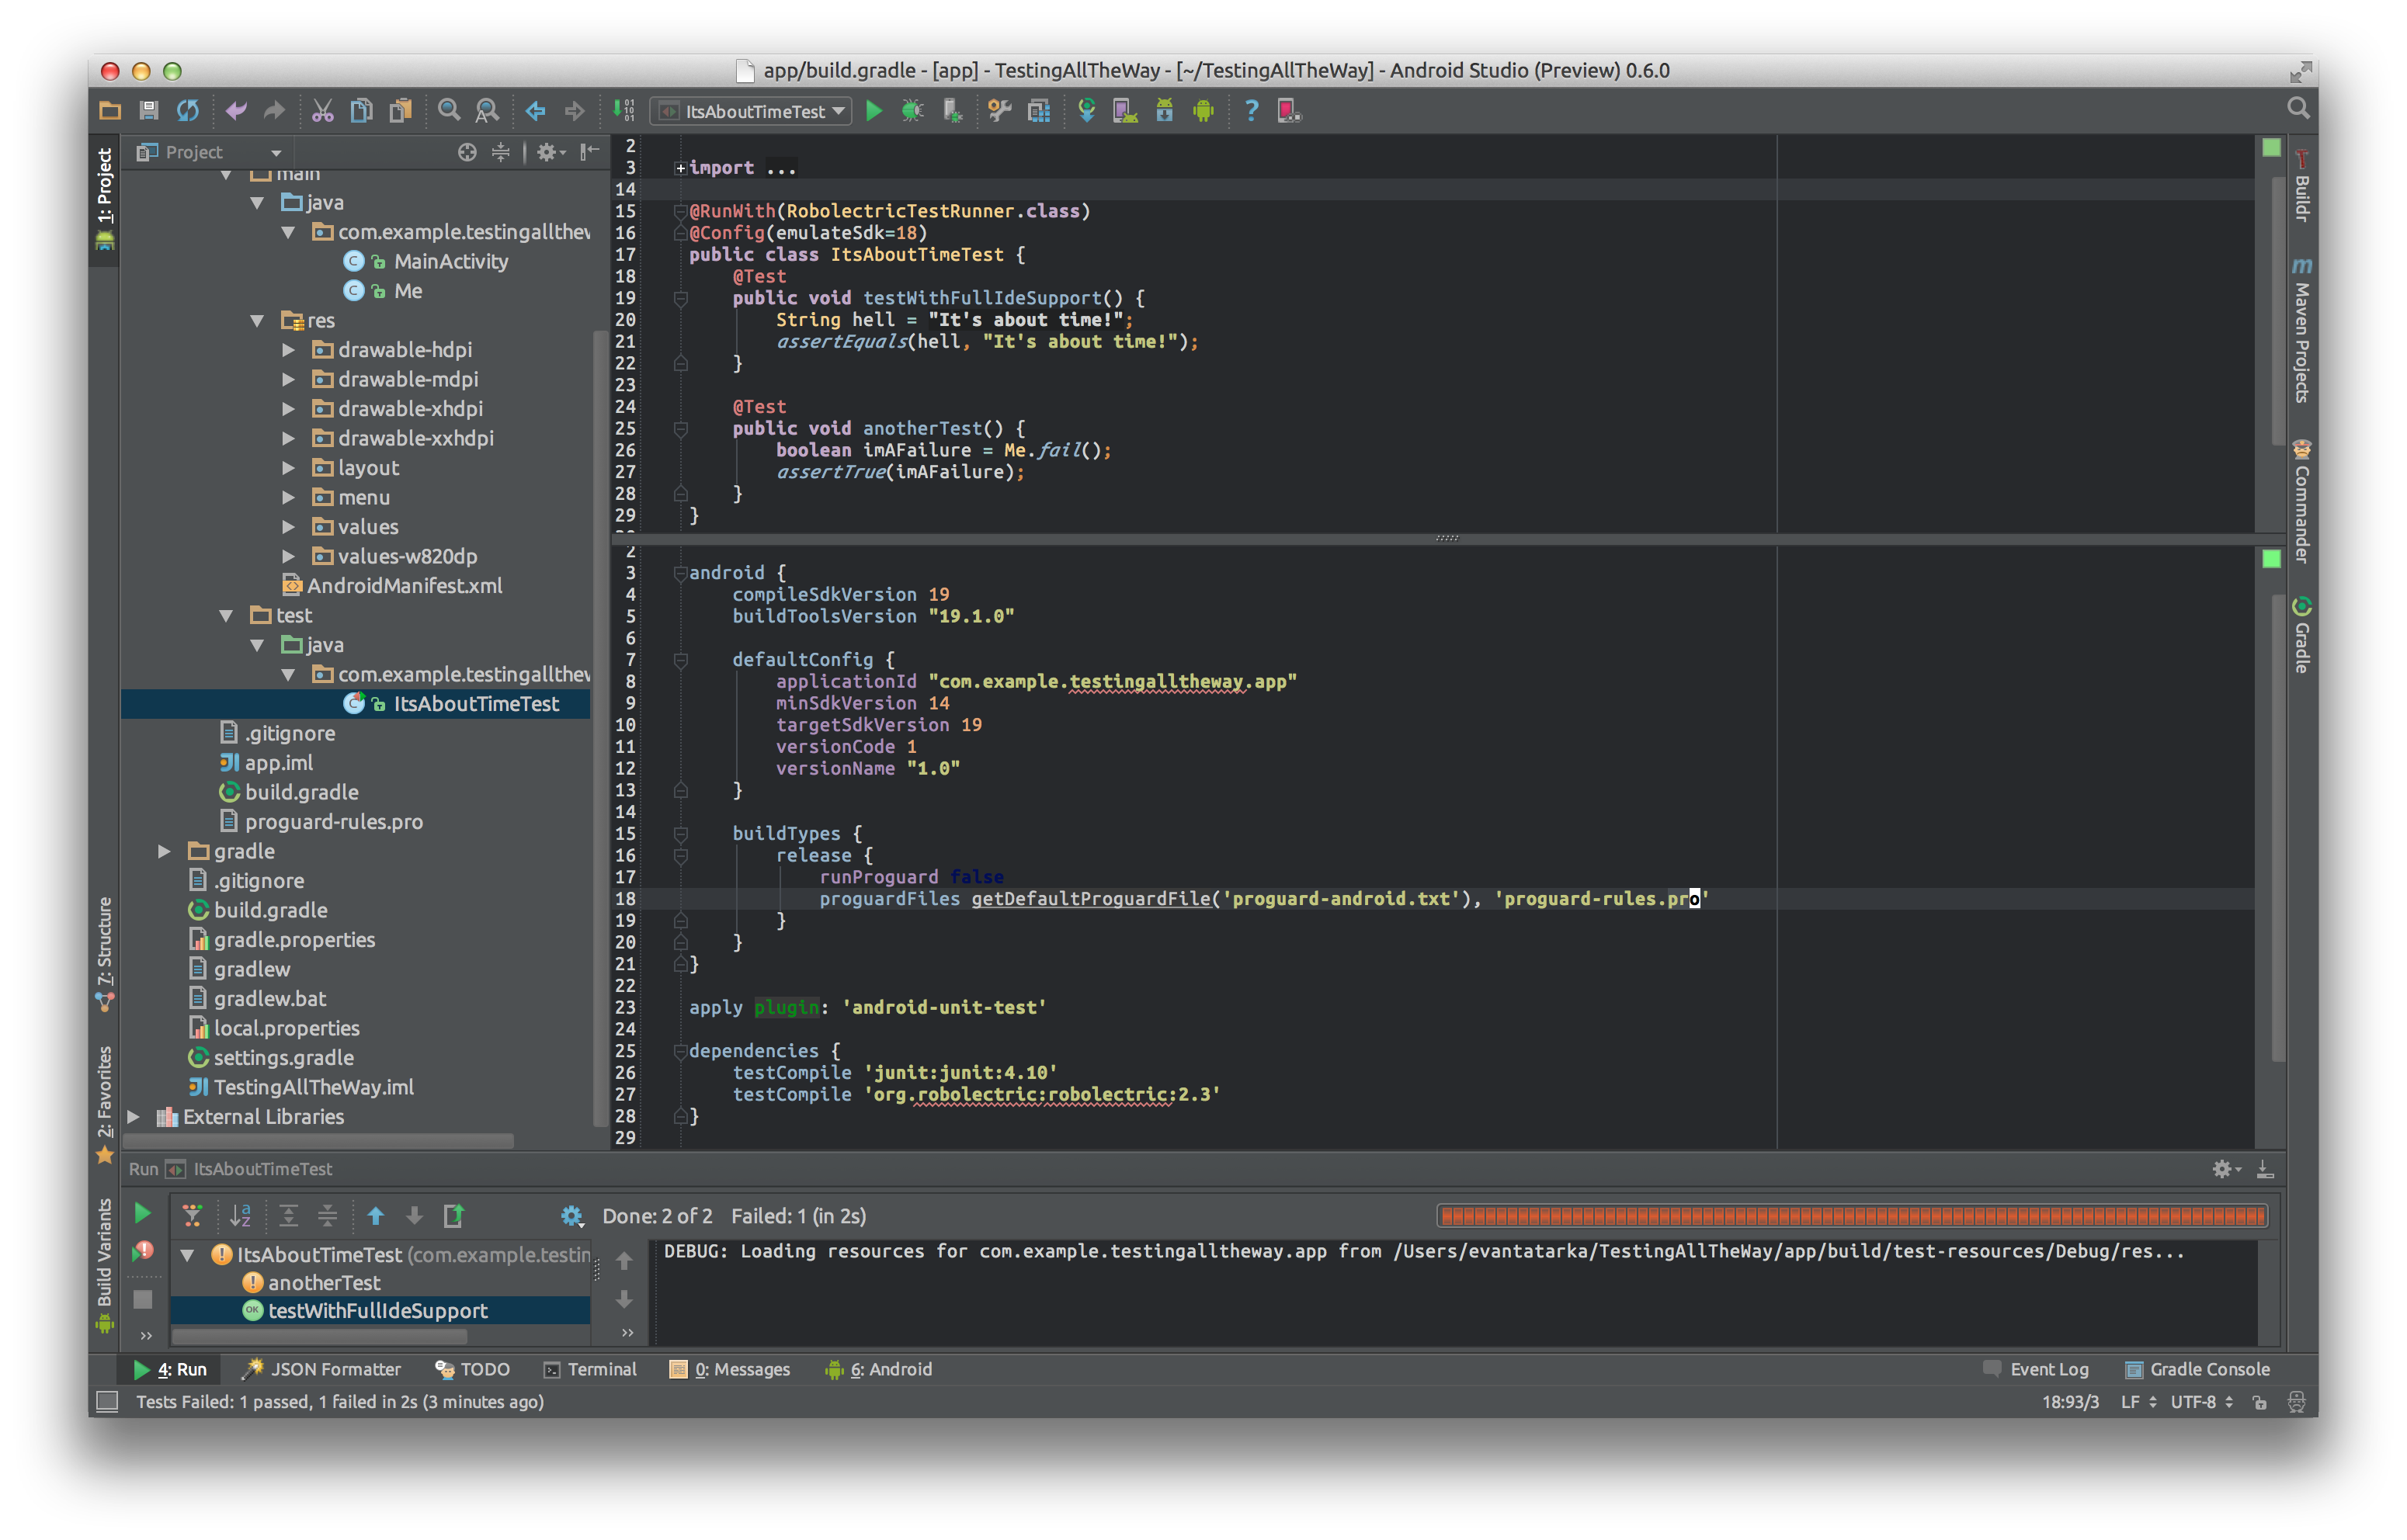 app/build.gradle - [app] - TestingAllTheWay - [~/TestingAllTheWay] - Android Studio (Preview) 0.6.0
ItsAboutTimeTest
1: Project
7: Structure
2: Favorites
Build Variants
Project
main
java
com.example.testingallthew
MainActivity
Me
res
drawable-hdpi
drawable-mdpi
drawable-xhdpi
drawable-xxhdpi
layout
menu
values
values-w820dp
AndroidManifest.xml
test
java
com.example.testingallthew
ItsAboutTimeTest
.gitignore
app.iml
build.gradle
proguard-rules.pro
gradle
.gitignore
build.gradle
gradle.properties
gradlew
gradlew.bat
local.properties
settings.gradle
TestingAllTheWay.iml
External Libraries
2
3 import ...
14
15 @RunWith(RobolectricTestRunner.class)
16 @Config(emulateSdk=18)
17 public class ItsAboutTimeTest {
18 @Test
19 public void testWithFullIdeSupport() {
20 String hell = "It's about time!";
21 assertEquals(hell, "It's about time!");
22 }
23
24 @Test
25 public void anotherTest() {
26 boolean imAFailure = Me.fail();
27 assertTrue(imAFailure);
28 }
29 }
2
3 android {
4 compileSdkVersion 19
5 buildToolsVersion "19.1.0"
6
7 defaultConfig {
8 applicationId "com.example.testingalltheway.app"
9 minSdkVersion 14
10 targetSdkVersion 19
11 versionCode 1
12 versionName "1.0"
13 }
14
15 buildTypes {
16 release {
17 runProguard false
18 proguardFiles getDefaultProguardFile('proguard-android.txt'), 'proguard-rules.pro'
19 }
20 }
21 }
22
23 apply plugin: 'android-unit-test'
24
25 dependencies {
26 testCompile 'junit:junit:4.10'
27 testCompile 'org.robolectric:robolectric:2.3'
28 }
29
Buildr
Maven Projects
Commander
Gradle
Run ItsAboutTimeTest
Done: 2 of 2 Failed: 1 (in 2s)
ItsAboutTimeTest (com.example.testin
anotherTest
OK testWithFullIdeSupport
DEBUG: Loading resources for com.example.testingalltheway.app from /Users/evantatarka/TestingAllTheWay/app/build/test-resources/Debug/res...
4: Run JSON Formatter TODO Terminal 0: Messages 6: Android Event Log Gradle Console
Tests Failed: 1 passed, 1 failed in 2s (3 minutes ago) 18:93/3 LF UTF-8